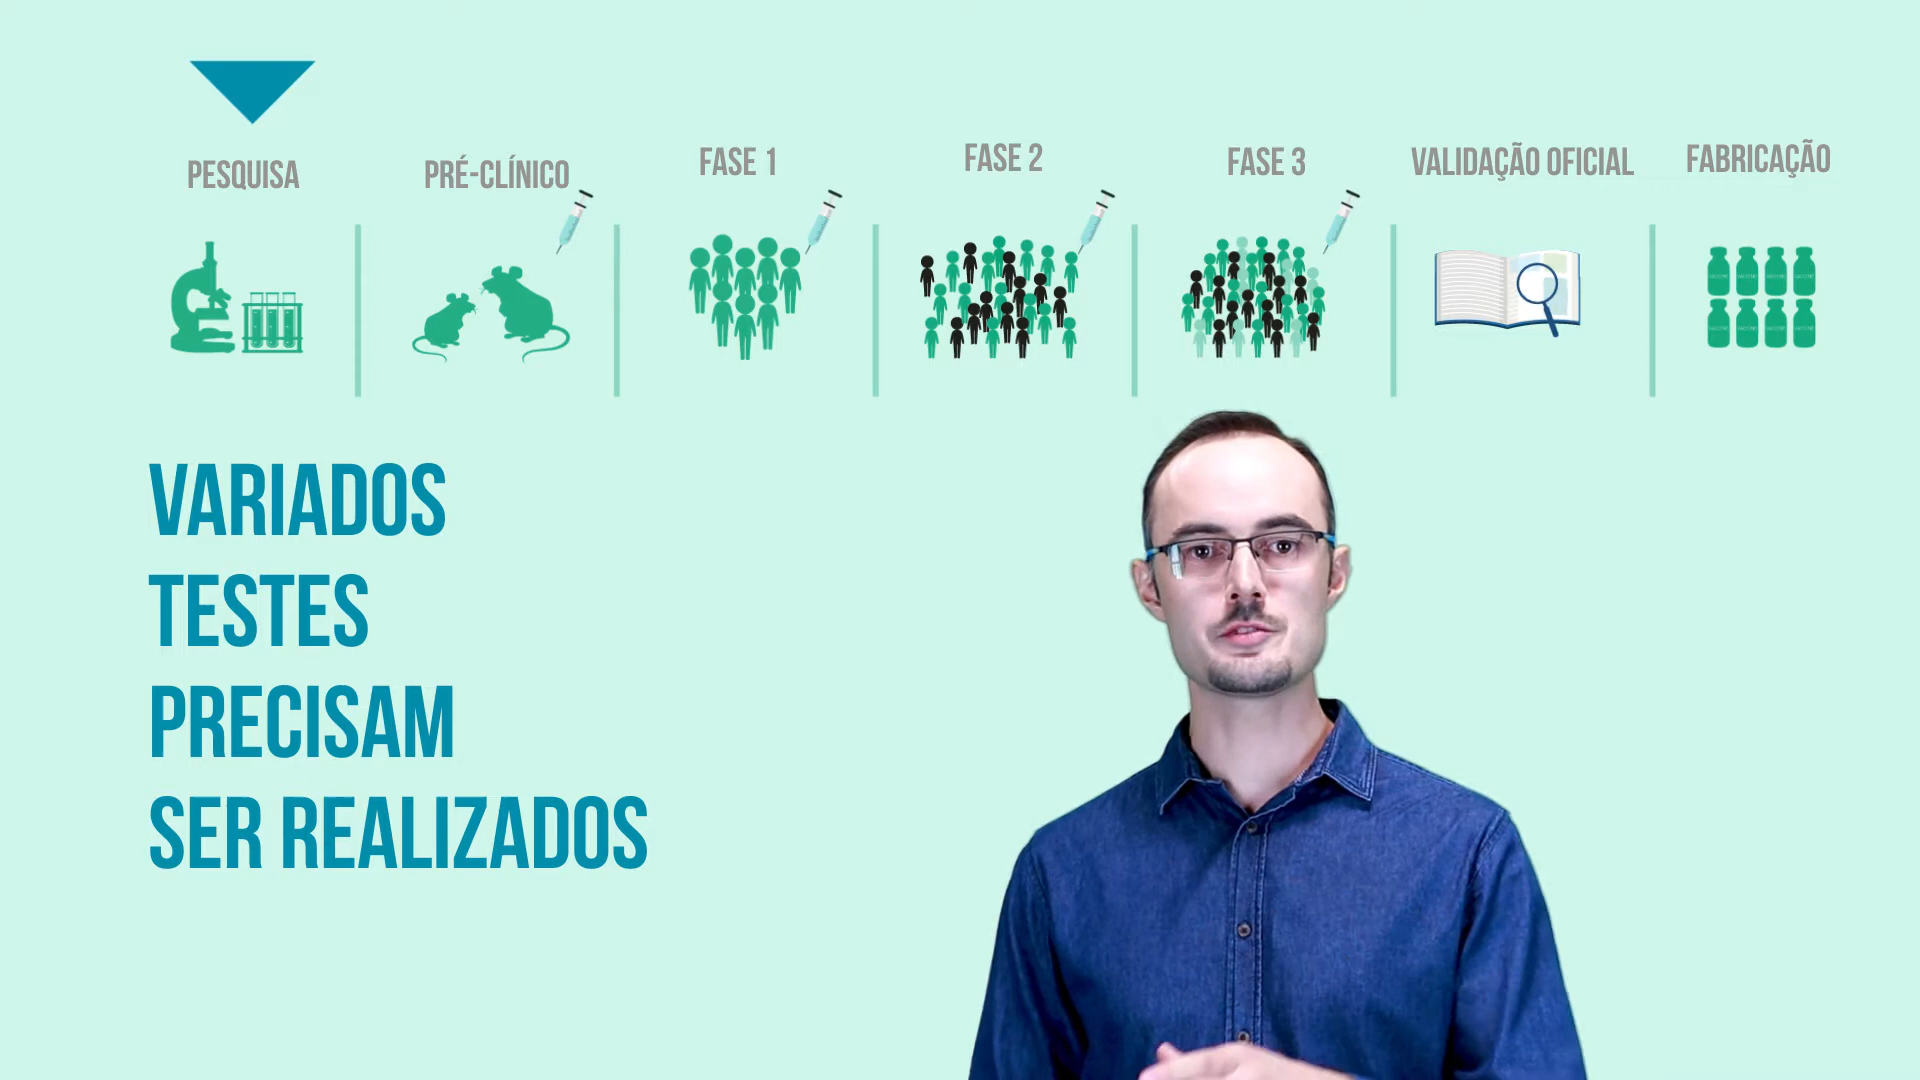 PESQUISA
PRÉ-CLÍNICO
FASE 1
FASE 2
FASE 3
VALIDAÇÃO OFICIAL
FABRICAÇÃO
VARIADOS
TESTES
PRECISAM
SER REALIZADOS